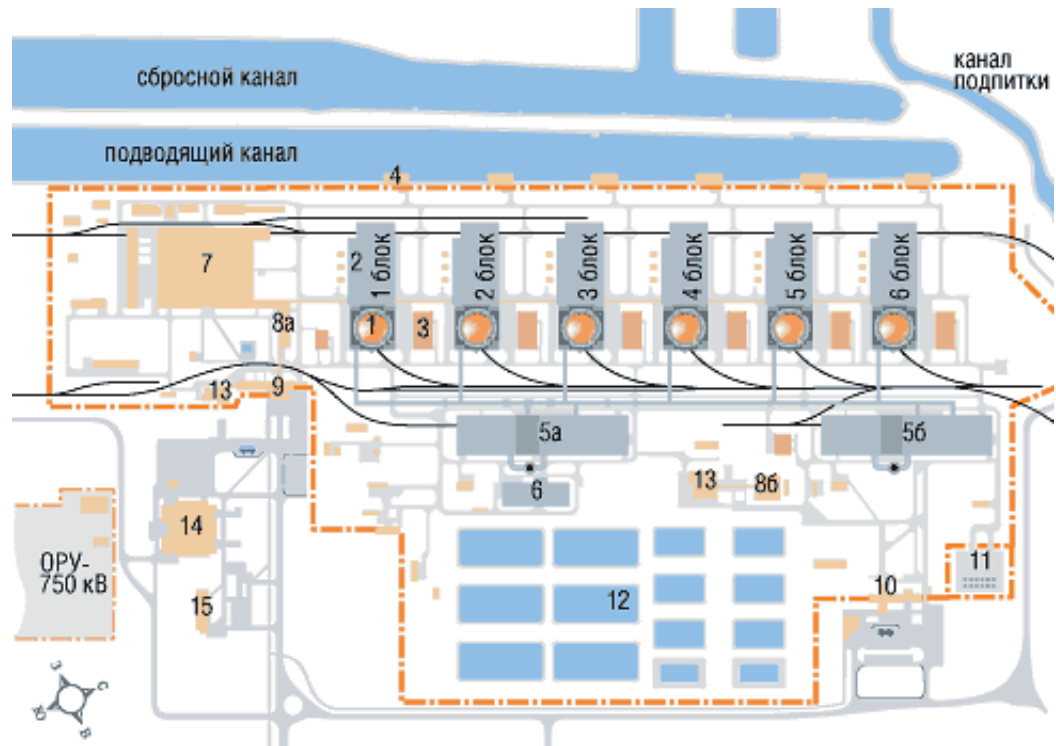 сбросной канал
канал
подпитки
подводящий канал
4
7
2
1 блок
2 блок
3 блок
4 блок
5 блок
6 блок
8а
1
3
13
9
5а
5б
13
8б
6
14
ОРУ-
750 кВ
11
10
15
12
З
С
Ю
В